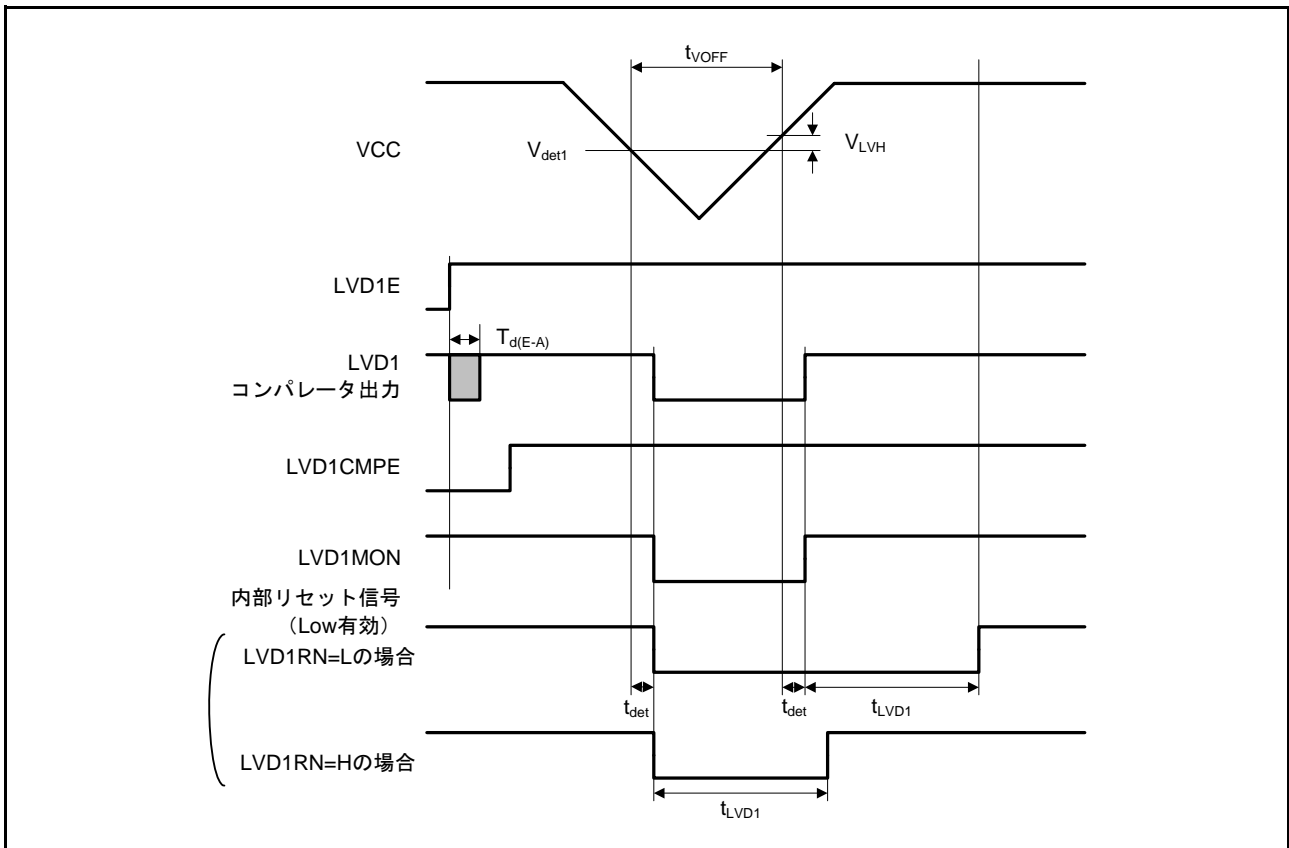 tVOFF
VCC
Vdet1
VLVH
LVD1E
Td(E-A)
LVD1
コンパレータ出力
LVD1CMPE
LVD1MON
内部リセット信号
(Low有効)
LVD1RN=Lの場合
tdet
tdet
tLVD1
LVD1RN=Hの場合
tLVD1